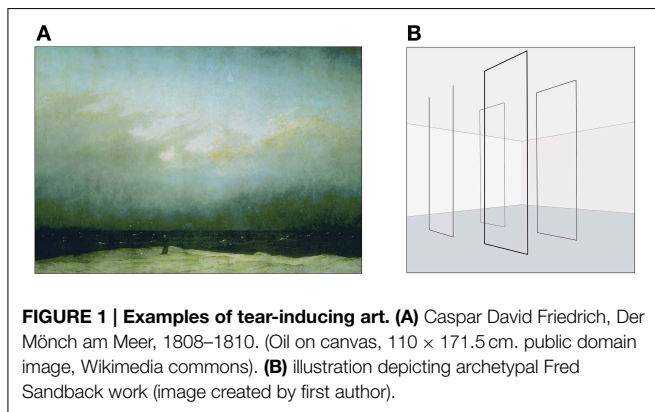 A
B
FIGURE 1 | Examples of tear-inducing art. (A) Caspar David Friedrich, Der
Mönch am Meer, 1808–1810. (Oil on canvas, 110 × 171.5 cm. public domain
image, Wikimedia commons). (B) illustration depicting archetypal Fred
Sandback work (image created by first author).